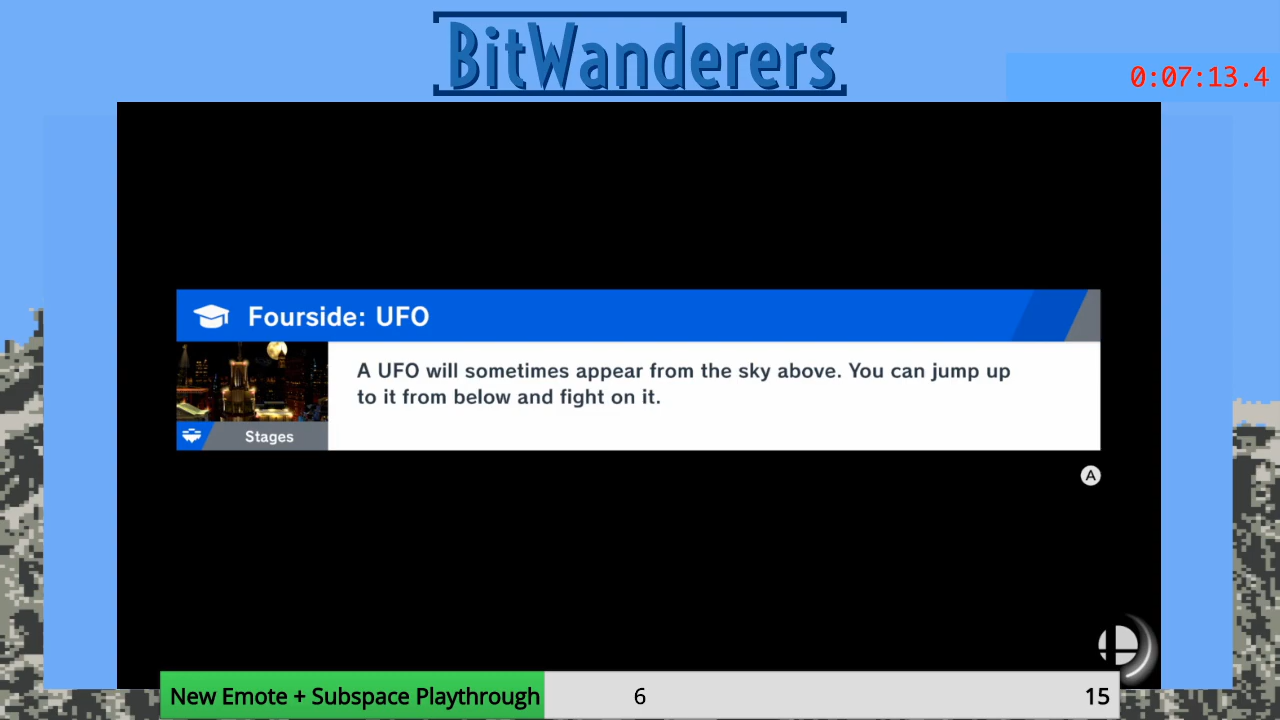 BitWanderers
0:07:13.4
Fourside: UFO
A UFO will sometimes appear from the sky above. You can jump up
to it from below and fight on it.
Stages
A
New Emote + Subspace Playthrough 6 15